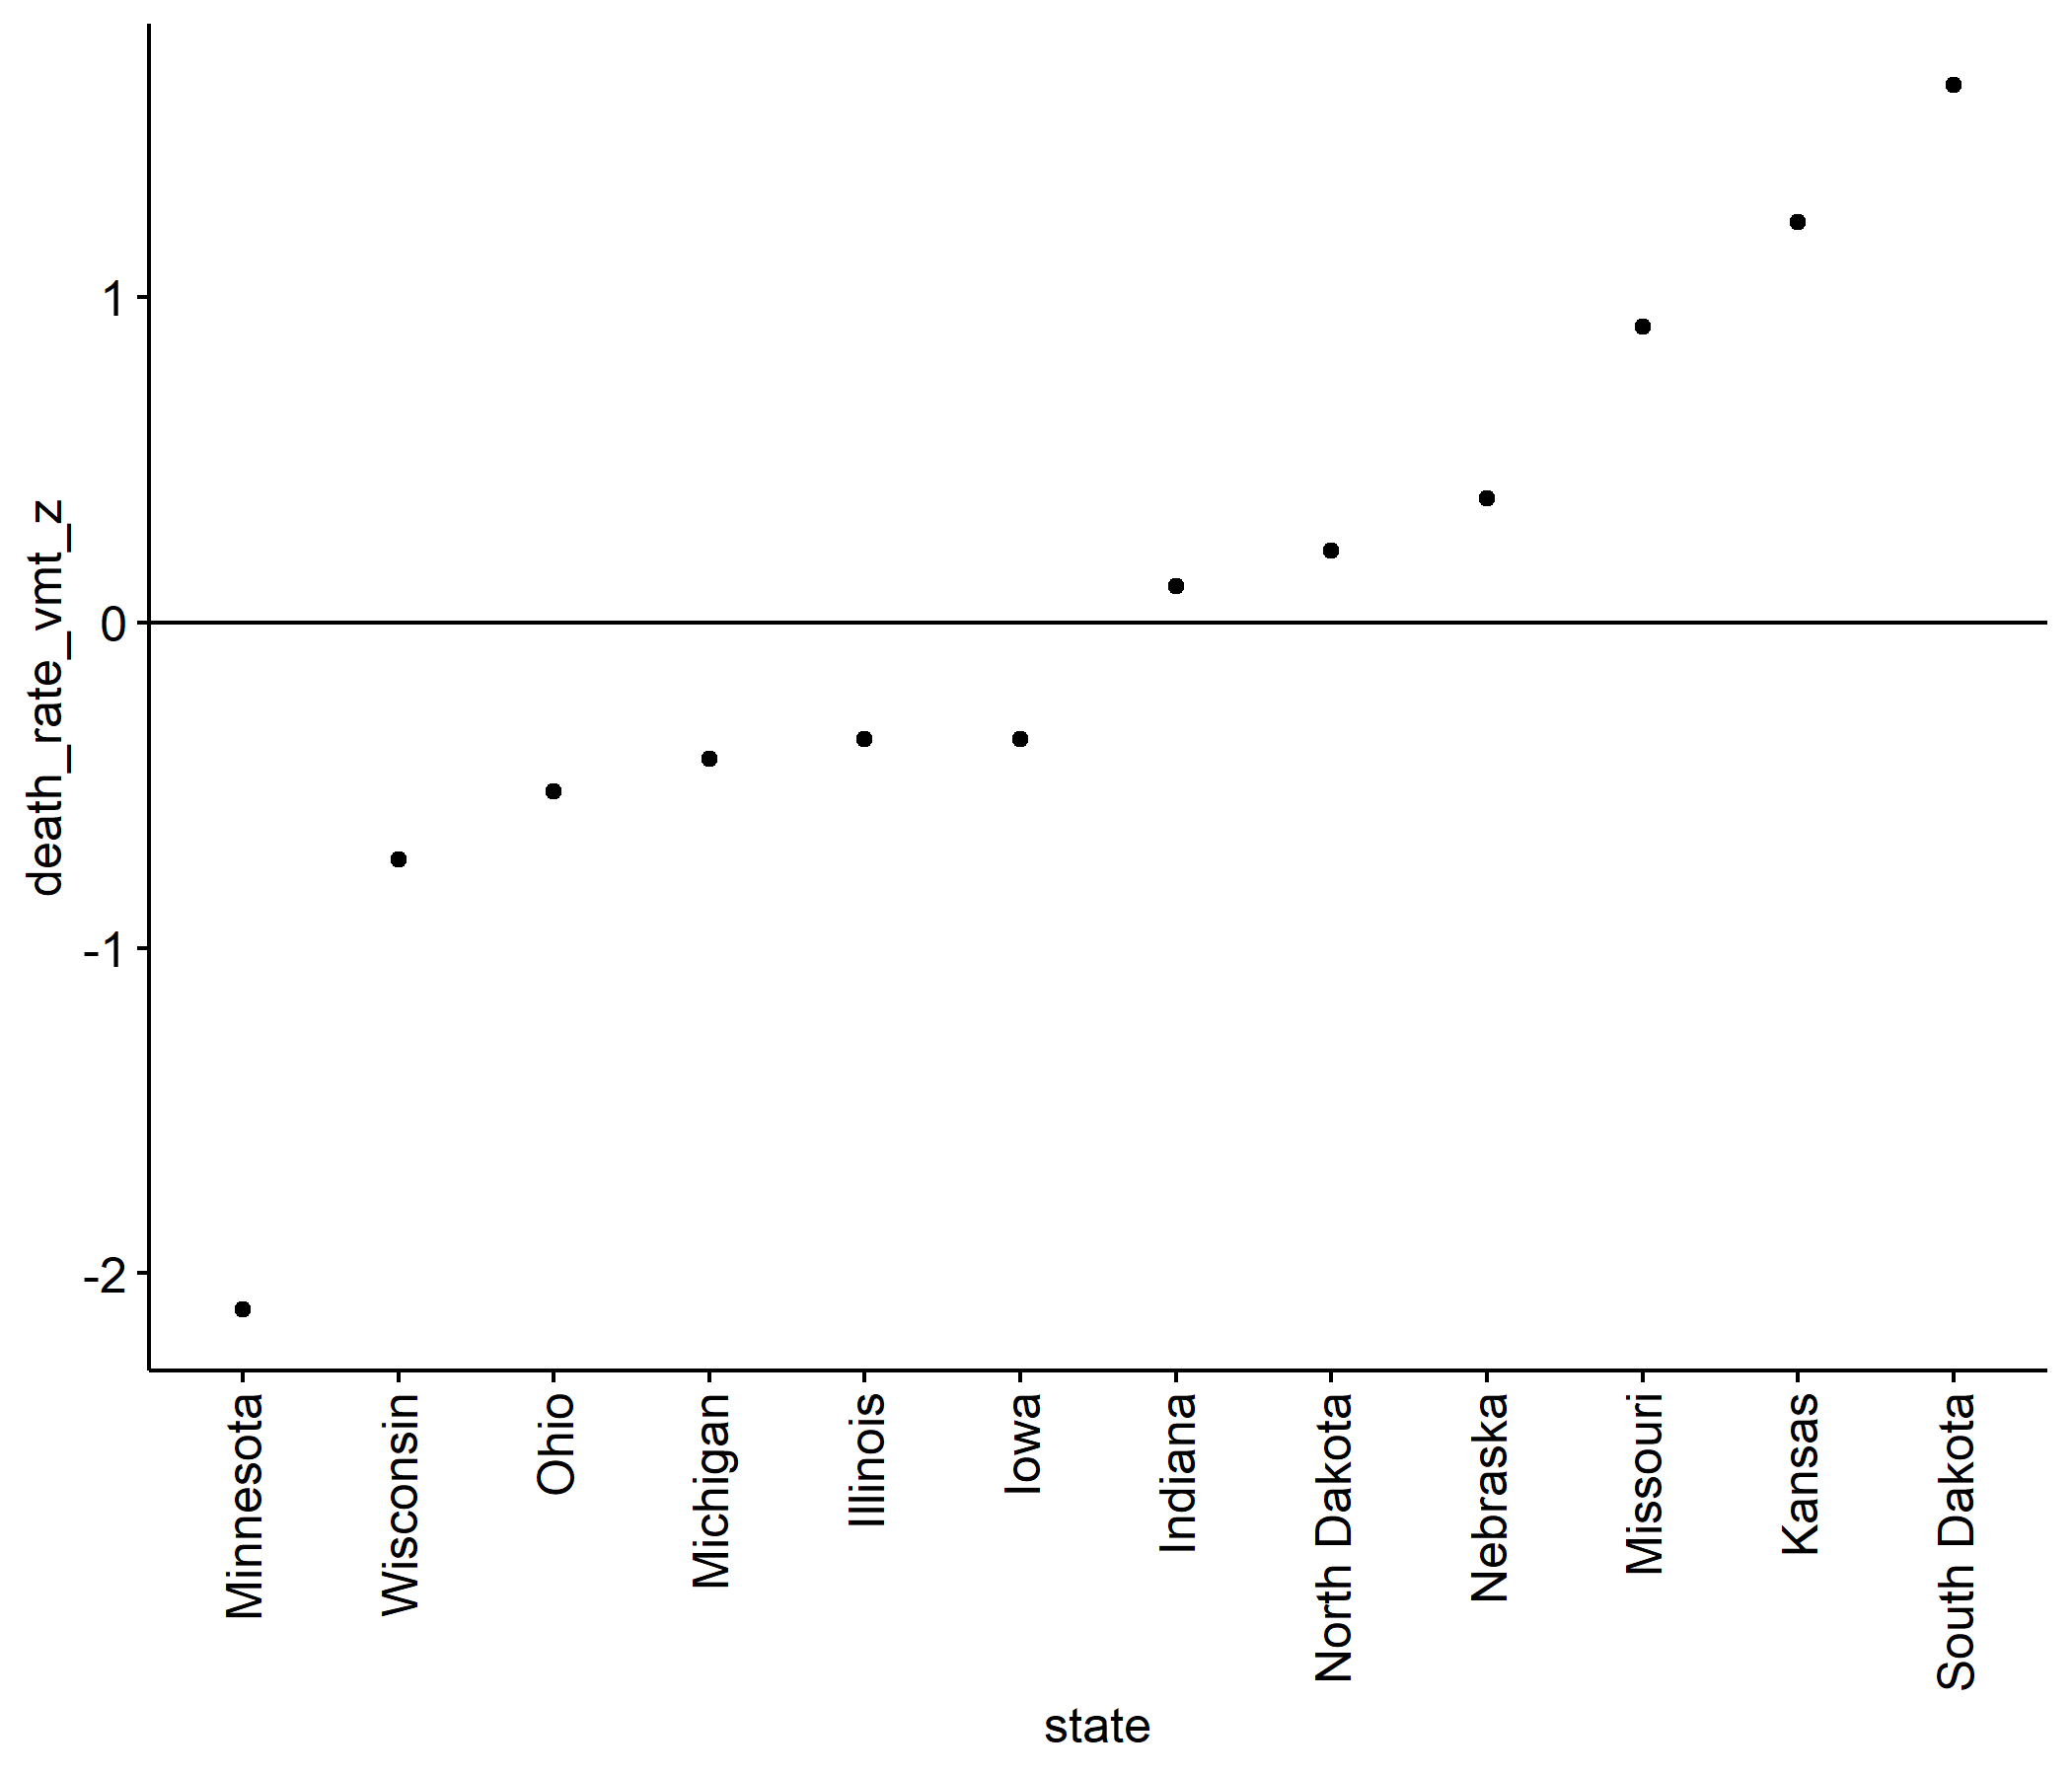 death_rate_vmt_z
1
0
-1
-2
Minnesota
Wisconsin
Ohio
Michigan
Illinois
Iowa
Indiana
North Dakota
Nebraska
Missouri
Kansas
South Dakota
state